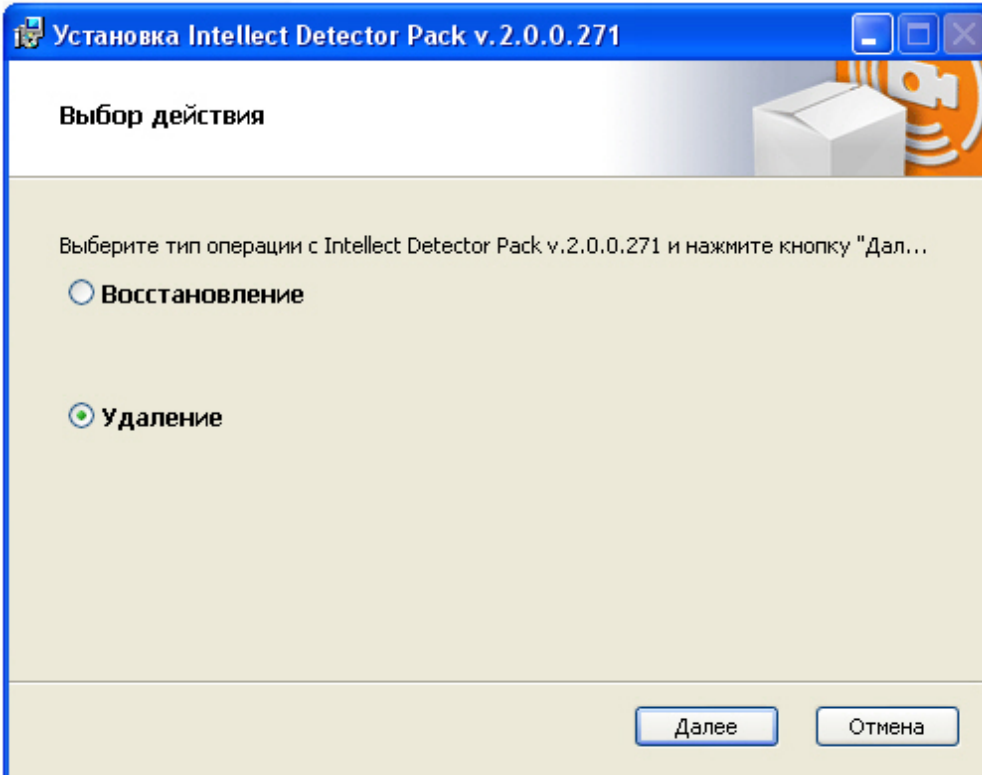 Установка Intellect Detector Pack v.2.0.0.271
Выбор действия
Выберите тип операции с Intellect Detector Pack v.2.0.0.271 и нажмите кнопку "Дал...
Восстановление
Удаление
Далее
Отмена